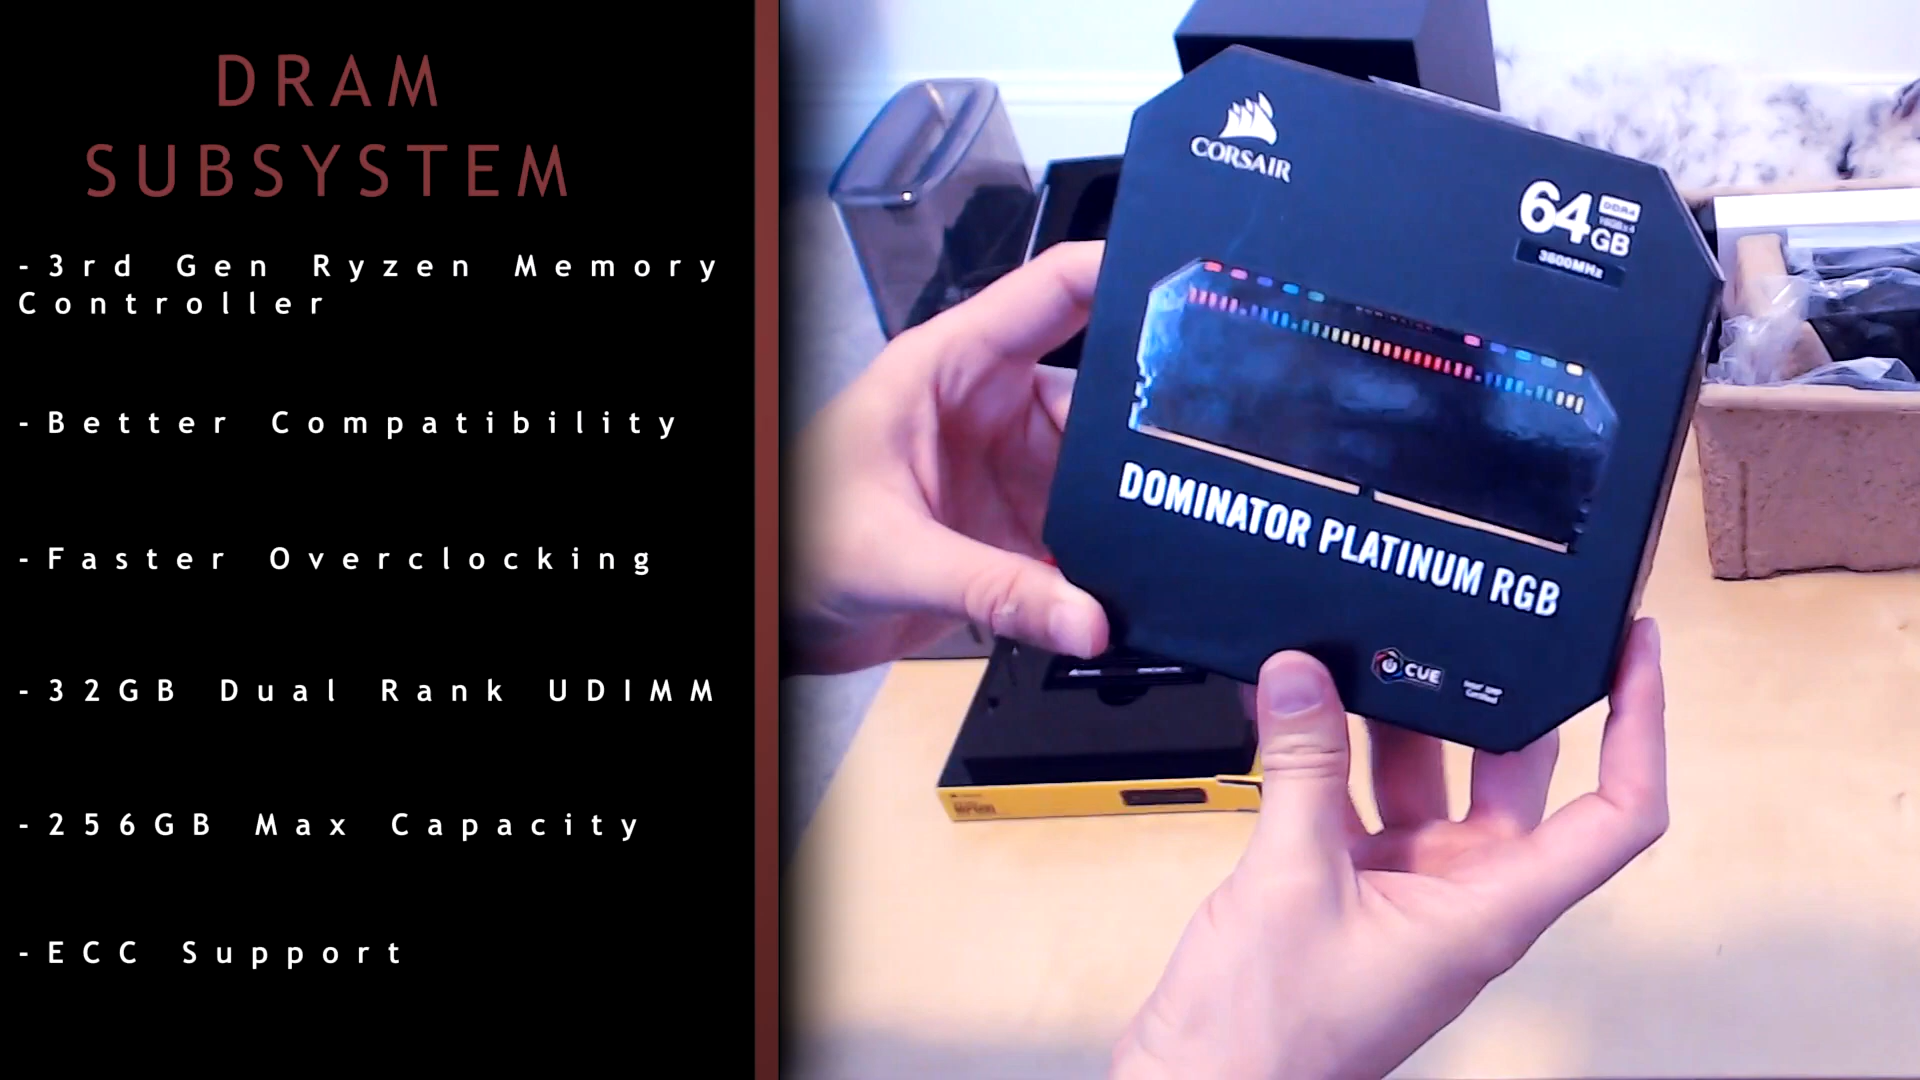 DRAM
SUBSYSTEM
-3rd Gen Ryzen Memory
Controller
-Better Compatibility
-Faster Overclocking
-32GB Dual Rank UDIMM
-256GB Max Capacity
-ECC Support
CORSAIR
64GB DDR4
3600MHz
DOMINATOR PLATINUM RGB
CUE